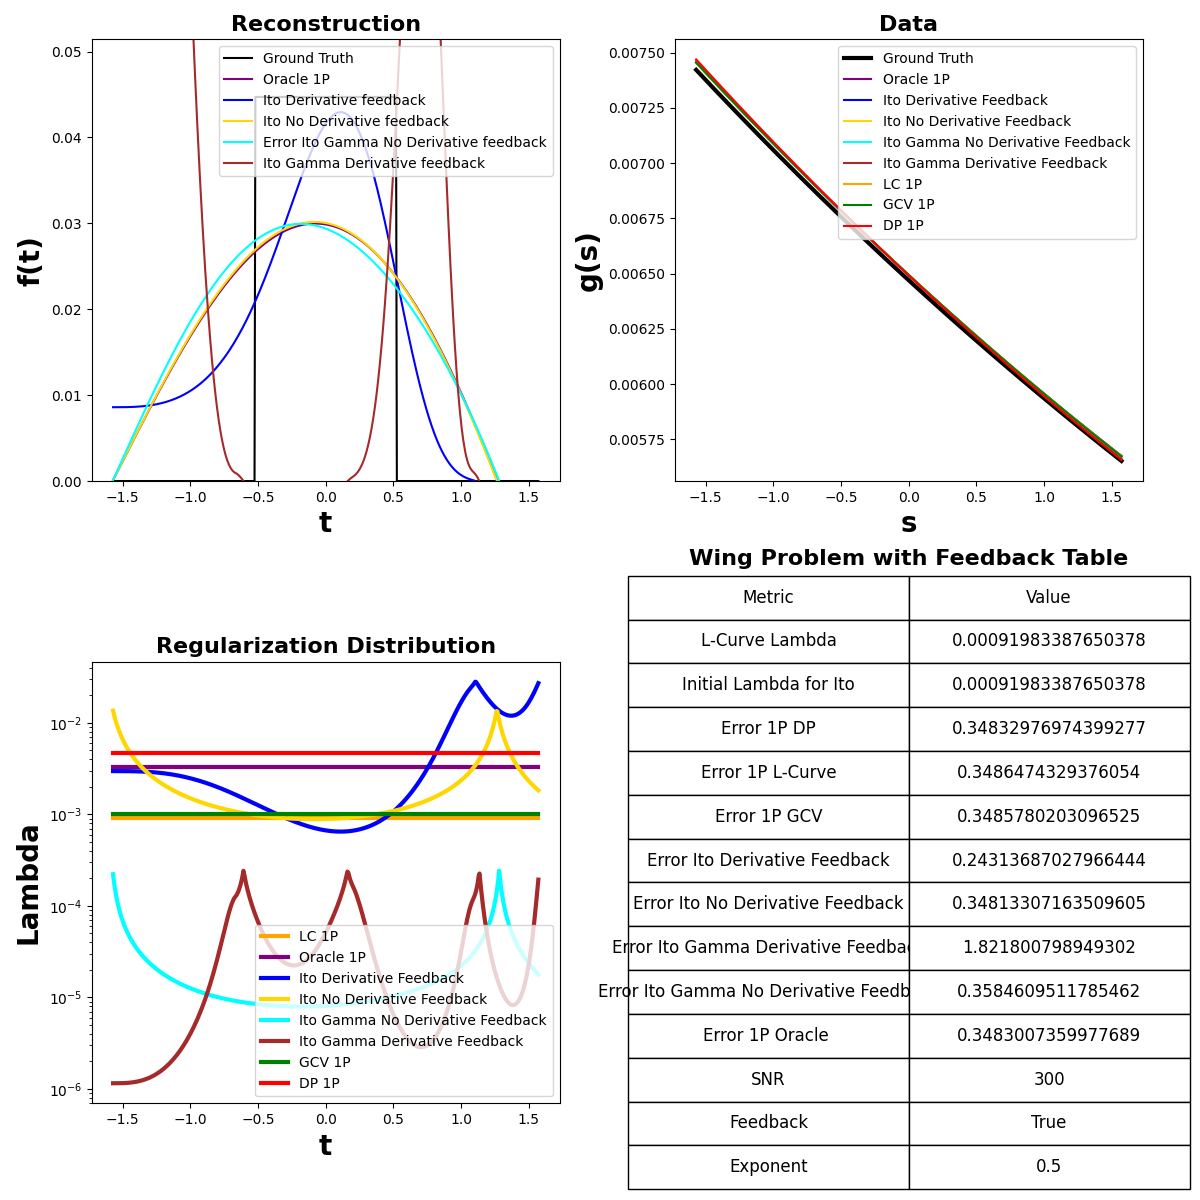 Reconstruction
0.05
0.04
0.03
0.02
0.01
0.00
f(t)
Ground Truth
Oracle 1P
Ito Derivative feedback
Ito No Derivative feedback
Error Ito Gamma No Derivative feedback
Ito Gamma Derivative feedback
−1.5 −1.0 −0.5 0.0 0.5 1.0 1.5
t
Data
0.00750
0.00725
0.00700
0.00675
0.00650
0.00625
0.00600
0.00575
g(s)
Ground Truth
Oracle 1P
Ito Derivative Feedback
Ito No Derivative Feedback
Ito Gamma No Derivative Feedback
Ito Gamma Derivative Feedback
LC 1P
GCV 1P
DP 1P
−1.5 −1.0 −0.5 0.0 0.5 1.0 1.5
s
Regularization Distribution
10⁻²
10⁻³
10⁻⁴
10⁻⁵
10⁻⁶
Lambda
LC 1P
Oracle 1P
Ito Derivative Feedback
Ito No Derivative Feedback
Ito Gamma No Derivative Feedback
Ito Gamma Derivative Feedback
GCV 1P
DP 1P
−1.5 −1.0 −0.5 0.0 0.5 1.0 1.5
t
Wing Problem with Feedback Table
Metric Value
L-Curve Lambda 0.00091983387650378
Initial Lambda for Ito 0.00091983387650378
Error 1P DP 0.34832976974399277
Error 1P L-Curve 0.3486474329376054
Error 1P GCV 0.3485780203096525
Error Ito Derivative Feedback 0.24313687027966444
Error Ito No Derivative Feedback 0.34813307163509605
Error Ito Gamma Derivative Feedbac 1.821800798949302
Error Ito Gamma No Derivative Feedb 0.3584609511785462
Error 1P Oracle 0.3483007359977689
SNR 300
Feedback True
Exponent 0.5